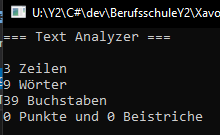 U:\Y2\C#\dev\BerufsschuleY2\Xavo
=== Text Analyzer ===
3 Zeilen
9 Wörter
39 Buchstaben
0 Punkte und 0 Beistriche